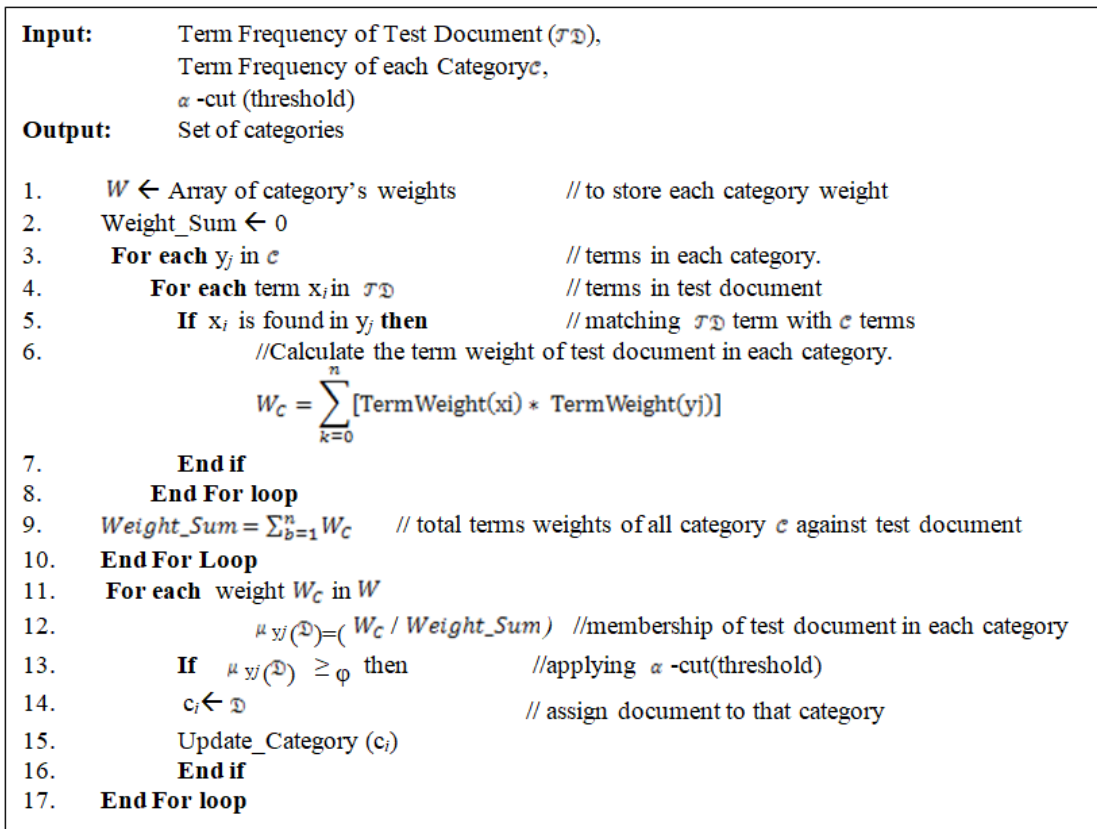 Input: Term Frequency of Test Document (𝒯𝔇),
Term Frequency of each Category𝒄,
α -cut (threshold)
Output: Set of categories
1. W ← Array of category’s weights // to store each category weight
2. Weight_Sum ← 0
3. For each yⱼ in 𝒄 // terms in each category.
4. For each term xᵢ in 𝒯𝔇 // terms in test document
5. If xᵢ is found in yⱼ then // matching 𝒯𝔇 term with 𝒄 terms
6. //Calculate the term weight of test document in each category.
W_C = ∑_{k=0}^{n} [TermWeight(xi) * TermWeight(yj)]
7. End if
8. End For loop
9. Weight_Sum = ∑_{b=1}^{n} W_C // total terms weights of all category 𝒄 against test document
10. End For Loop
11. For each weight W_C in W
12. μ yj(𝔇)=( W_C / Weight_Sum) //membership of test document in each category
13. If μ yj(𝔇) ≥ φ then //applying α -cut(threshold)
14. cᵢ← 𝔇 // assign document to that category
15. Update_Category (cᵢ)
16. End if
17. End For loop